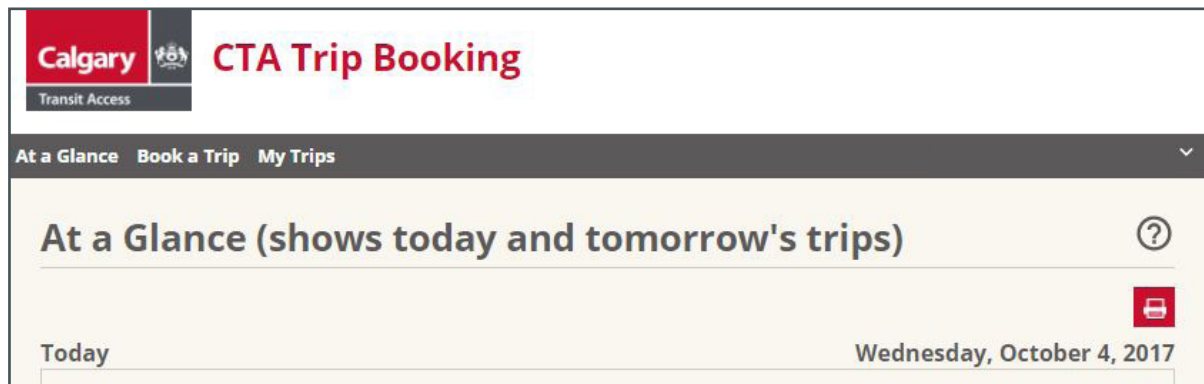 Calgary
Transit Access
CTA Trip Booking
At a Glance Book a Trip My Trips
At a Glance (shows today and tomorrow's trips)
Today Wednesday, October 4, 2017